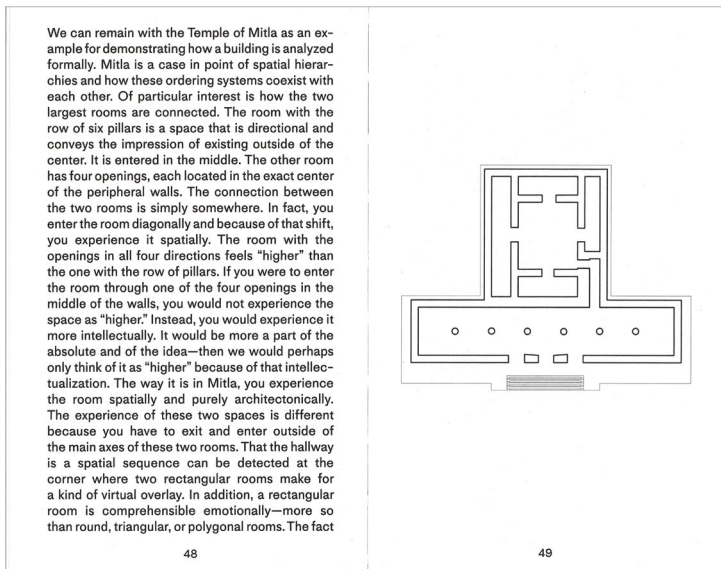 We can remain with the Temple of Mitla as an ex-
ample for demonstrating how a building is analyzed
formally. Mitla is a case in point of spatial hierar-
chies and how these ordering systems coexist with
each other. Of particular interest is how the two
largest rooms are connected. The room with the
row of six pillars is a space that is directional and
conveys the impression of existing outside of the
center. It is entered in the middle. The other room
has four openings, each located in the exact center
of the peripheral walls. The connection between
the two rooms is simply somewhere. In fact, you
enter the room diagonally and because of that shift,
you experience it spatially. The room with the
openings in all four directions feels “higher” than
the one with the row of pillars. If you were to enter
the room through one of the four openings in the
middle of the walls, you would not experience the
space as “higher.” Instead, you would experience it
more intellectually. It would be more a part of the
absolute and of the idea—then we would perhaps
only think of it as “higher” because of that intellec-
tualization. The way it is in Mitla, you experience
the room spatially and purely architectonically.
The experience of these two spaces is different
because you have to exit and enter outside of
the main axes of these two rooms. That the hallway
is a spatial sequence can be detected at the
corner where two rectangular rooms make for
a kind of virtual overlay. In addition, a rectangular
room is comprehensible emotionally—more so
than round, triangular, or polygonal rooms. The fact
48
49